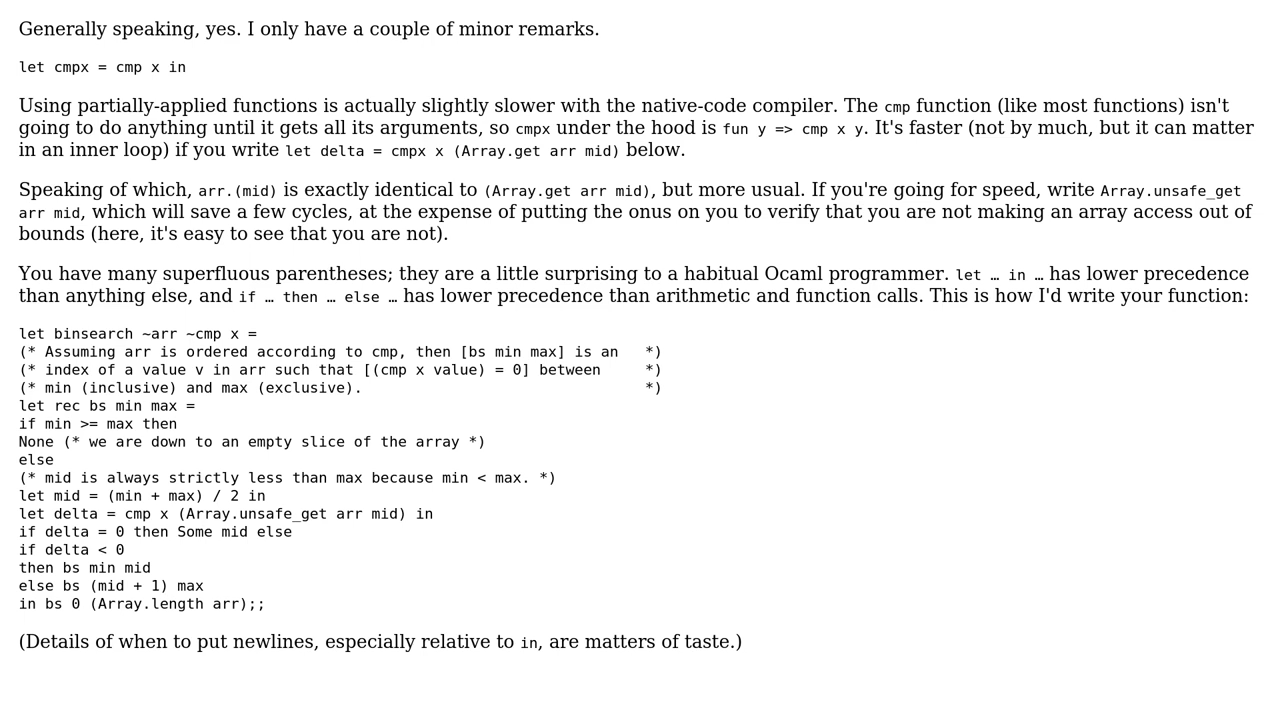 Generally speaking, yes. I only have a couple of minor remarks.
let cmpx = cmp x in
Using partially-applied functions is actually slightly slower with the native-code compiler. The cmp function (like most functions) isn't
going to do anything until it gets all its arguments, so cmpx under the hood is fun y => cmp x y. It's faster (not by much, but it can matter
in an inner loop) if you write let delta = cmpx x (Array.get arr mid) below.
Speaking of which, arr.(mid) is exactly identical to (Array.get arr mid), but more usual. If you're going for speed, write Array.unsafe_get
arr mid, which will save a few cycles, at the expense of putting the onus on you to verify that you are not making an array access out of
bounds (here, it's easy to see that you are not).
You have many superfluous parentheses; they are a little surprising to a habitual Ocaml programmer. let … in … has lower precedence
than anything else, and if … then … else … has lower precedence than arithmetic and function calls. This is how I'd write your function:
let binsearch ~arr ~cmp x =
(* Assuming arr is ordered according to cmp, then [bs min max] is an   *)
(* index of a value v in arr such that [(cmp x value) = 0] between     *)
(* min (inclusive) and max (exclusive).                                *)
let rec bs min max =
if min >= max then
None (* we are down to an empty slice of the array *)
else
(* mid is always strictly less than max because min < max. *)
let mid = (min + max) / 2 in
let delta = cmp x (Array.unsafe_get arr mid) in
if delta = 0 then Some mid else
if delta < 0
then bs min mid
else bs (mid + 1) max
in bs 0 (Array.length arr);;
(Details of when to put newlines, especially relative to in, are matters of taste.)